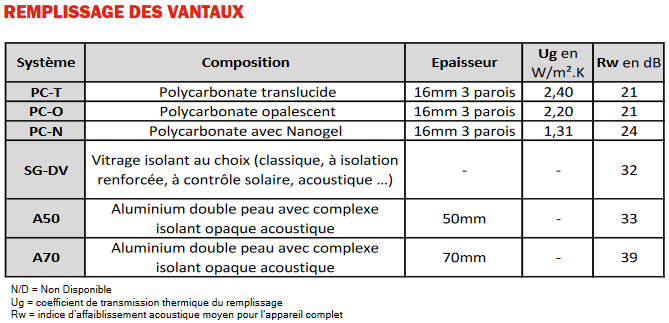 REMPLISSAGE DES VANTAUX
Système Composition Epaisseur Ug en W/m².K Rw en dB
PC-T Polycarbonate translucide 16mm 3 parois 2,40 21
PC-O Polycarbonate opalescent 16mm 3 parois 2,20 21
PC-N Polycarbonate avec Nanogel 16mm 3 parois 1,31 24
SG-DV Vitrage isolant au choix (classique, à isolation
renforcée, à contrôle solaire, acoustique ...) - - 32
A50 Aluminium double peau avec complexe
isolant opaque acoustique 50mm - 33
A70 Aluminium double peau avec complexe
isolant opaque acoustique 70mm - 39
N/D = Non Disponible
Ug = coefficient de transmission thermique du remplissage
Rw = indice d'affaiblissement acoustique moyen pour l'appareil complet